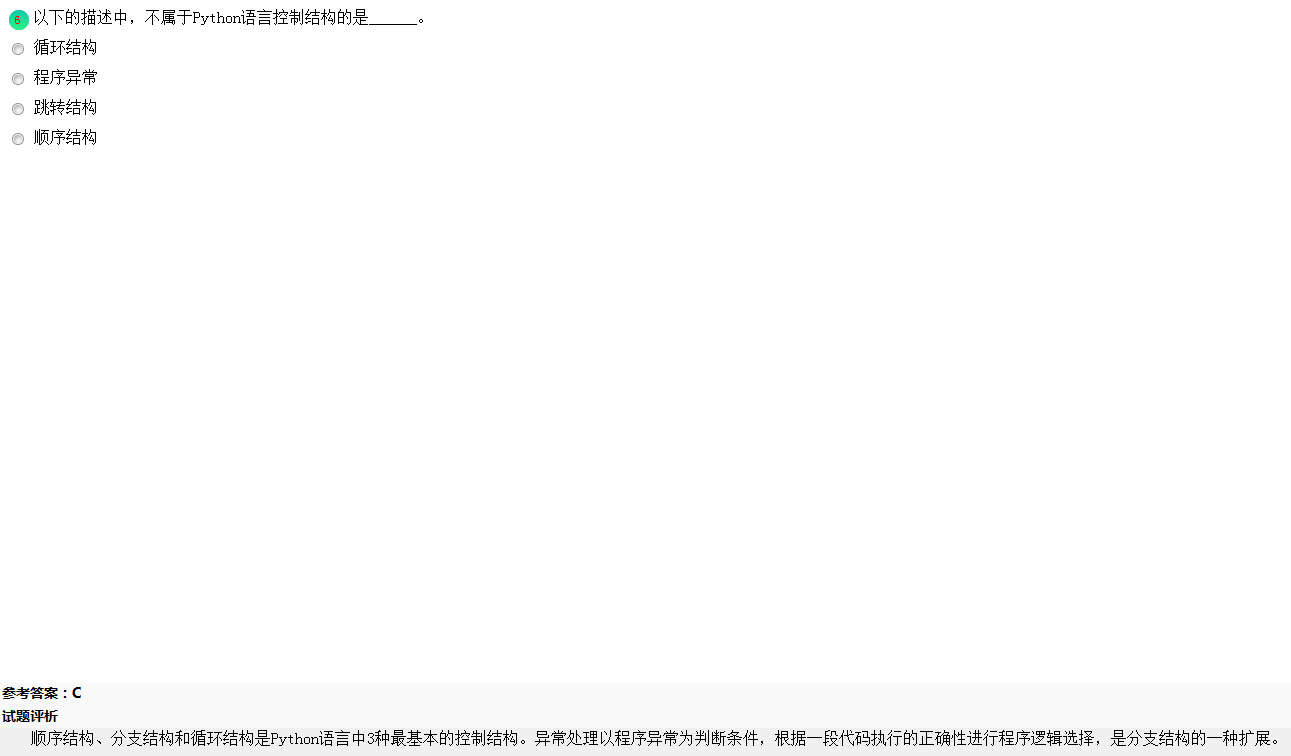 6 以下的描述中，不属于Python语言控制结构的是______。
循环结构
程序异常
跳转结构
顺序结构
参考答案：C
试题评析
顺序结构、分支结构和循环结构是Python语言中3种最基本的控制结构。异常处理以程序异常为判断条件，根据一段代码执行的正确性进行程序逻辑选择，是分支结构的一种扩展。